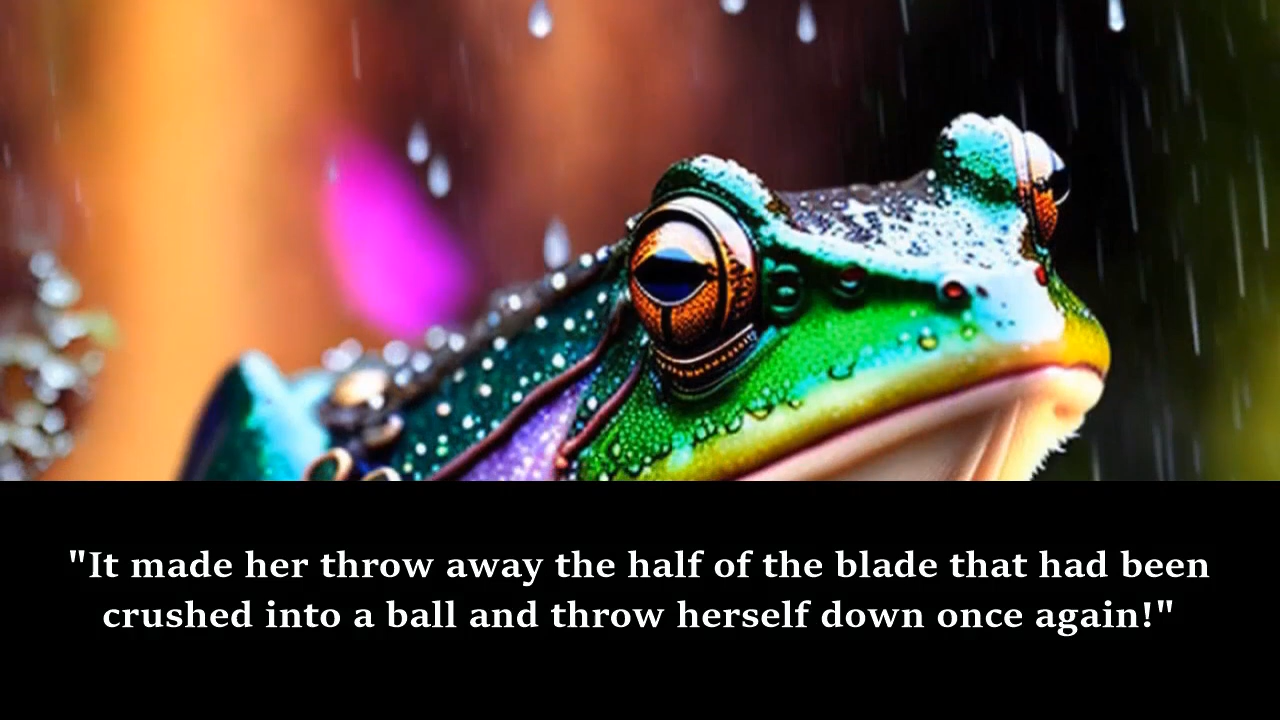 "It made her throw away the half of the blade that had been
crushed into a ball and throw herself down once again!"